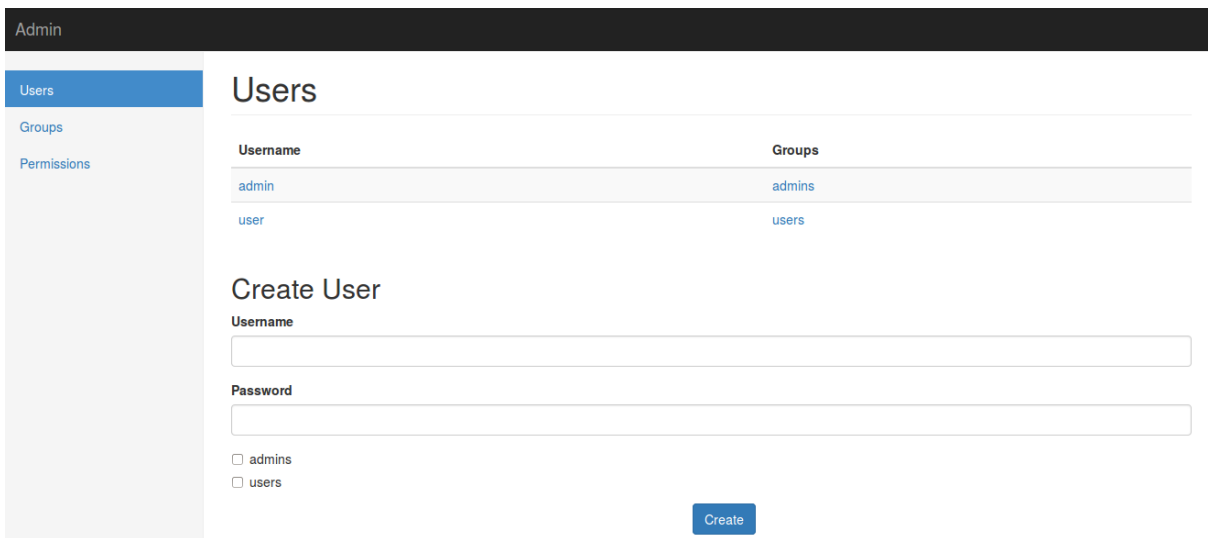 Admin
Users
Groups
Permissions
Users
Username Groups
admin admins
user users
Create User
Username
Password
admins
users
Create